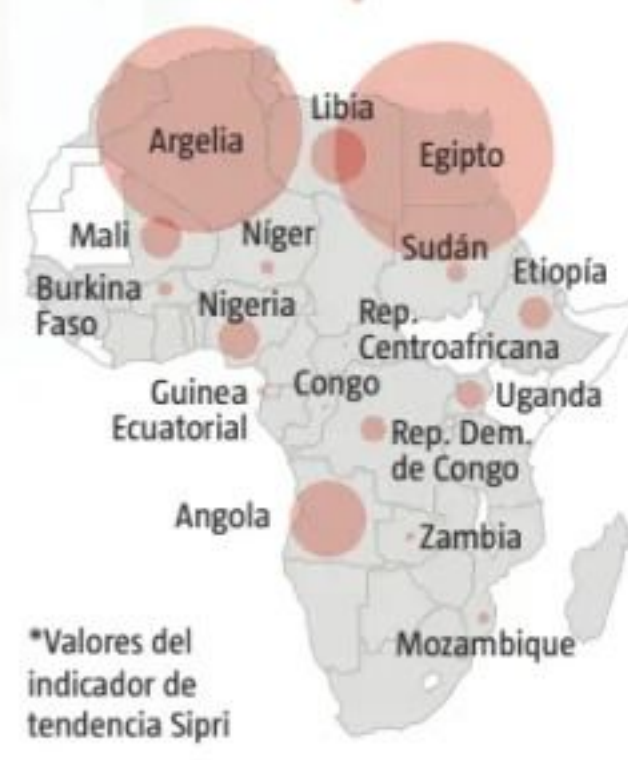 Libia
Argelia
Egipto
Mali
Níger
Sudán
Etiopía
Burkina
Faso
Nigeria
Rep.
Centroafricana
Guinea
Ecuatorial
Congo
Uganda
Rep. Dem.
de Congo
Angola
Zambia
Mozambique
*Valores del
indicador de
tendencia Sipri